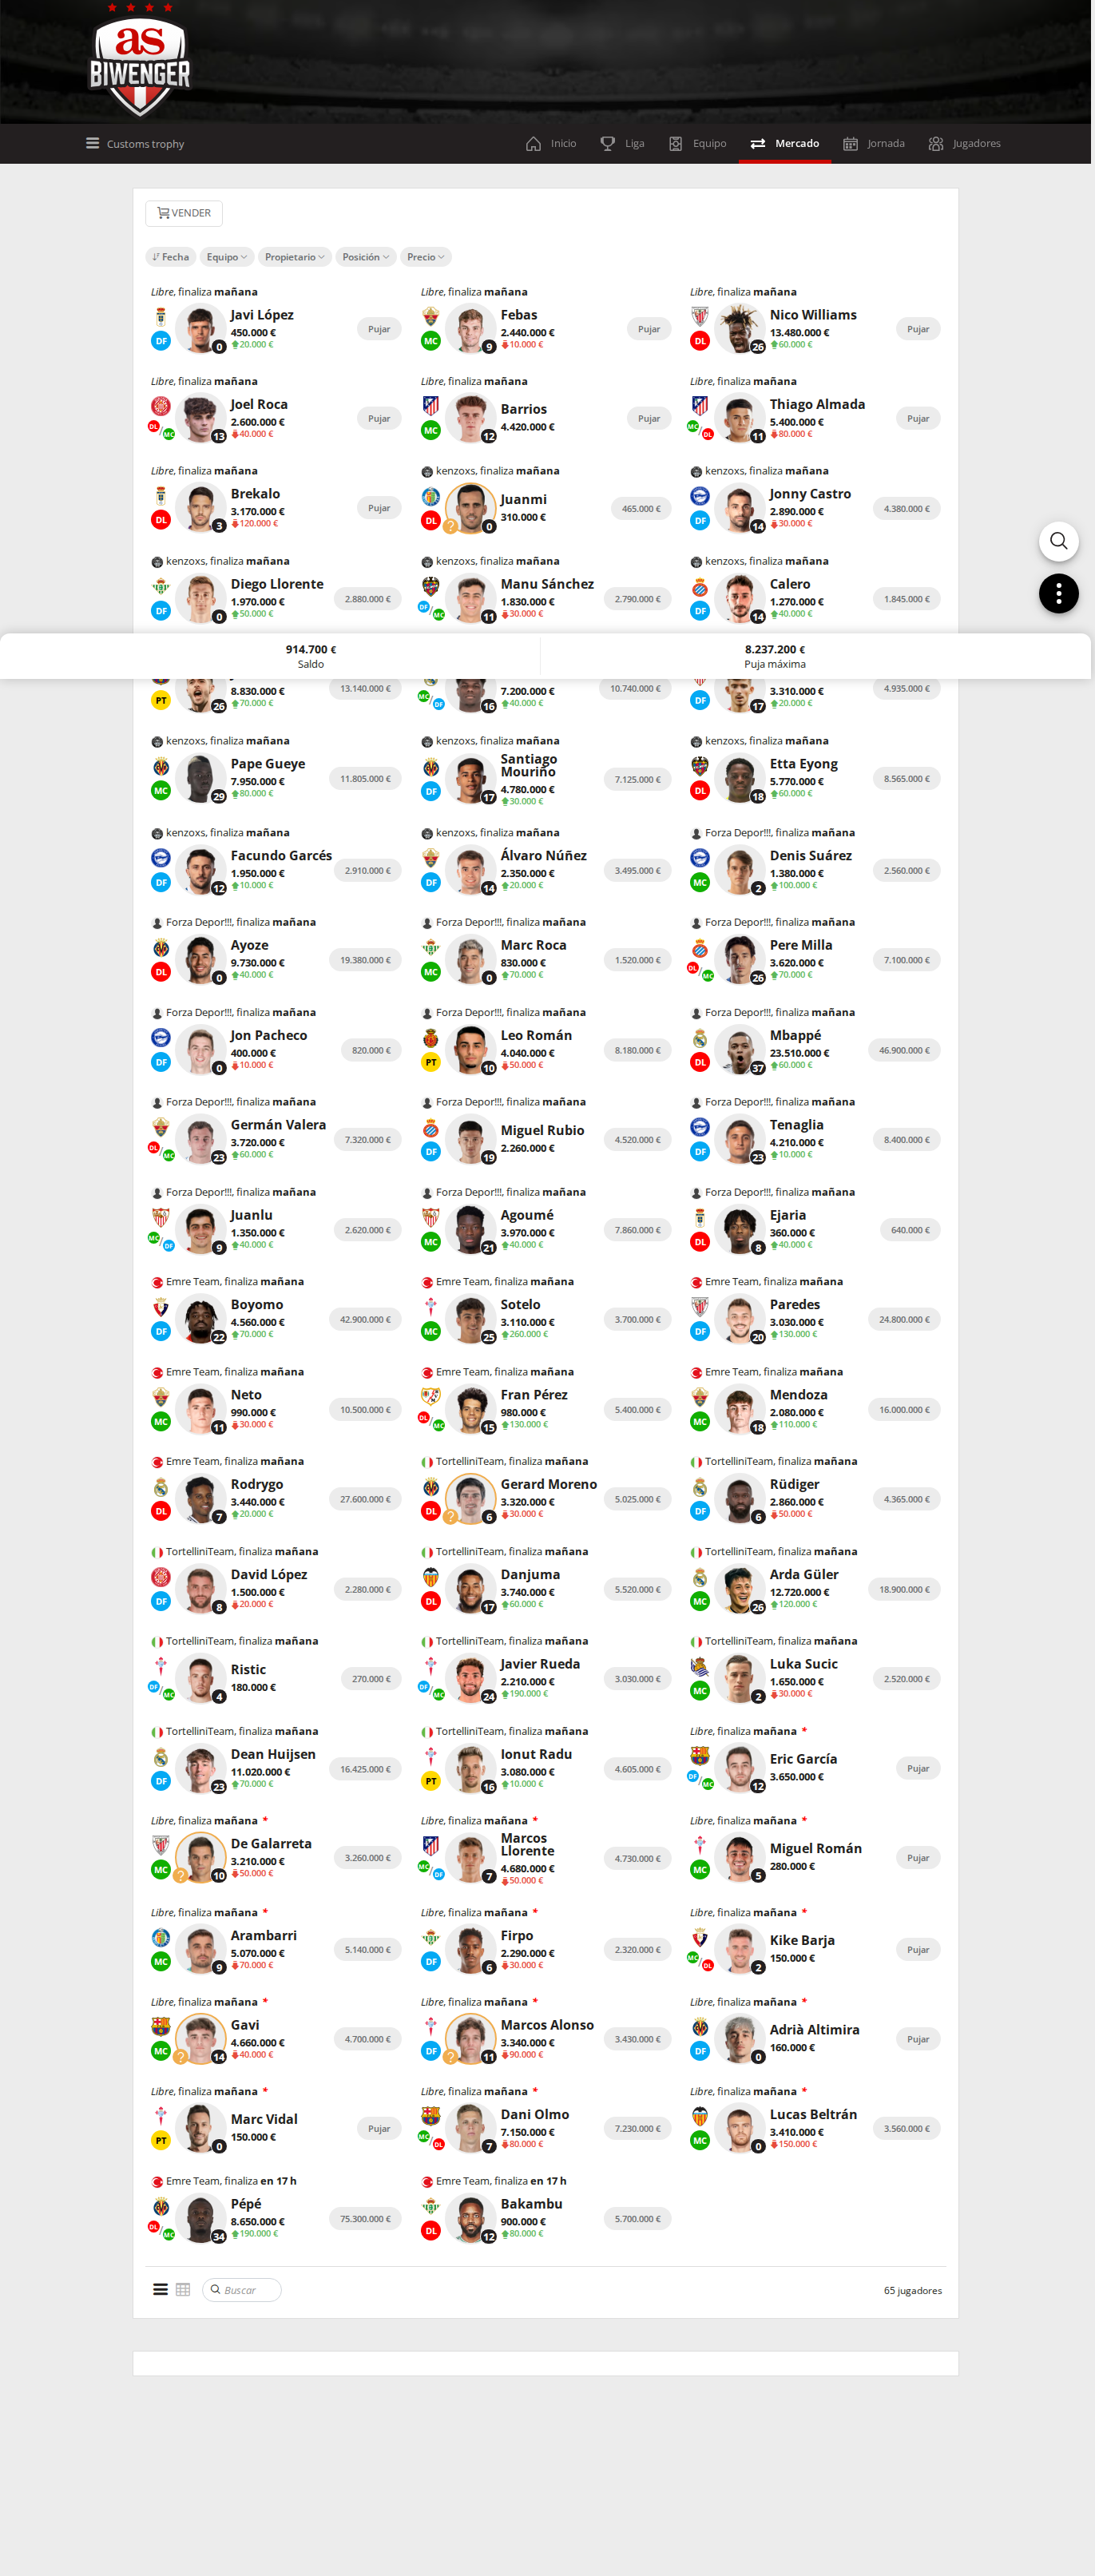 as
BIWENGER
Customs trophy
Inicio
Liga
Equipo
Mercado
Jornada
Jugadores
VENDER
Fecha
Equipo
Propietario
Posición
Precio
Libre, finaliza mañana
DF
0
Javi López
450.000 €
20.000 €
Pujar
Libre, finaliza mañana
MC
9
Febas
2.440.000 €
10.000 €
Pujar
Libre, finaliza mañana
DL
26
Nico Williams
13.480.000 €
60.000 €
Pujar
Libre, finaliza mañana
DL / MC
13
Joel Roca
2.600.000 €
40.000 €
Pujar
Libre, finaliza mañana
MC
12
Barrios
4.420.000 €
Pujar
Libre, finaliza mañana
MC / DL
11
Thiago Almada
5.400.000 €
80.000 €
Pujar
Libre, finaliza mañana
DL
3
Brekalo
3.170.000 €
120.000 €
Pujar
kenzoxs, finaliza mañana
DL
?
0
Juanmi
310.000 €
465.000 €
kenzoxs, finaliza mañana
DF
14
Jonny Castro
2.890.000 €
30.000 €
4.380.000 €
kenzoxs, finaliza mañana
DF
0
Diego Llorente
1.970.000 €
50.000 €
2.880.000 €
kenzoxs, finaliza mañana
DF / MC
11
Manu Sánchez
1.830.000 €
30.000 €
2.790.000 €
kenzoxs, finaliza mañana
DF
14
Calero
1.270.000 €
40.000 €
1.845.000 €
914.700 €
Saldo
8.237.200 €
Puja máxima
PT
26
8.830.000 €
70.000 €
13.140.000 €
MC / DF
16
7.200.000 €
40.000 €
10.740.000 €
DF
17
3.310.000 €
20.000 €
4.935.000 €
kenzoxs, finaliza mañana
MC
29
Pape Gueye
7.950.000 €
80.000 €
11.805.000 €
kenzoxs, finaliza mañana
DF
17
Santiago
Mouriño
4.780.000 €
30.000 €
7.125.000 €
kenzoxs, finaliza mañana
DL
18
Etta Eyong
5.770.000 €
60.000 €
8.565.000 €
kenzoxs, finaliza mañana
DF
12
Facundo Garcés
1.950.000 €
10.000 €
2.910.000 €
kenzoxs, finaliza mañana
DF
14
Álvaro Núñez
2.350.000 €
20.000 €
3.495.000 €
Forza Depor!!!, finaliza mañana
MC
2
Denis Suárez
1.380.000 €
100.000 €
2.560.000 €
Forza Depor!!!, finaliza mañana
DL
0
Ayoze
9.730.000 €
40.000 €
19.380.000 €
Forza Depor!!!, finaliza mañana
MC
0
Marc Roca
830.000 €
70.000 €
1.520.000 €
Forza Depor!!!, finaliza mañana
DL / MC
26
Pere Milla
3.620.000 €
70.000 €
7.100.000 €
Forza Depor!!!, finaliza mañana
DF
0
Jon Pacheco
400.000 €
10.000 €
820.000 €
Forza Depor!!!, finaliza mañana
PT
10
Leo Román
4.040.000 €
50.000 €
8.180.000 €
Forza Depor!!!, finaliza mañana
DL
37
Mbappé
23.510.000 €
60.000 €
46.900.000 €
Forza Depor!!!, finaliza mañana
DL / MC
23
Germán Valera
3.720.000 €
60.000 €
7.320.000 €
Forza Depor!!!, finaliza mañana
DF
19
Miguel Rubio
2.260.000 €
4.520.000 €
Forza Depor!!!, finaliza mañana
DF
23
Tenaglia
4.210.000 €
10.000 €
8.400.000 €
Forza Depor!!!, finaliza mañana
MC / DF
9
Juanlu
1.350.000 €
40.000 €
2.620.000 €
Forza Depor!!!, finaliza mañana
MC
21
Agoumé
3.970.000 €
40.000 €
7.860.000 €
Forza Depor!!!, finaliza mañana
DL
8
Ejaria
360.000 €
40.000 €
640.000 €
Emre Team, finaliza mañana
DF
22
Boyomo
4.560.000 €
70.000 €
42.900.000 €
Emre Team, finaliza mañana
MC
25
Sotelo
3.110.000 €
260.000 €
3.700.000 €
Emre Team, finaliza mañana
DF
20
Paredes
3.030.000 €
130.000 €
24.800.000 €
Emre Team, finaliza mañana
MC
11
Neto
990.000 €
30.000 €
10.500.000 €
Emre Team, finaliza mañana
DL / MC
15
Fran Pérez
980.000 €
130.000 €
5.400.000 €
Emre Team, finaliza mañana
MC
18
Mendoza
2.080.000 €
110.000 €
16.000.000 €
Emre Team, finaliza mañana
DL
7
Rodrygo
3.440.000 €
20.000 €
27.600.000 €
TortelliniTeam, finaliza mañana
DL
?
6
Gerard Moreno
3.320.000 €
30.000 €
5.025.000 €
TortelliniTeam, finaliza mañana
DF
6
Rüdiger
2.860.000 €
50.000 €
4.365.000 €
TortelliniTeam, finaliza mañana
DF
8
David López
1.500.000 €
20.000 €
2.280.000 €
TortelliniTeam, finaliza mañana
DL
17
Danjuma
3.740.000 €
60.000 €
5.520.000 €
TortelliniTeam, finaliza mañana
MC
26
Arda Güler
12.720.000 €
120.000 €
18.900.000 €
TortelliniTeam, finaliza mañana
DF / MC
4
Ristic
180.000 €
270.000 €
TortelliniTeam, finaliza mañana
DF / MC
24
Javier Rueda
2.210.000 €
190.000 €
3.030.000 €
TortelliniTeam, finaliza mañana
MC
2
Luka Sucic
1.650.000 €
30.000 €
2.520.000 €
TortelliniTeam, finaliza mañana
DF
23
Dean Huijsen
11.020.000 €
70.000 €
16.425.000 €
TortelliniTeam, finaliza mañana
PT
16
Ionut Radu
3.080.000 €
10.000 €
4.605.000 €
Libre, finaliza mañana *
DF / MC
12
Eric García
3.650.000 €
Pujar
Libre, finaliza mañana *
MC
?
10
De Galarreta
3.210.000 €
50.000 €
3.260.000 €
Libre, finaliza mañana *
MC / DF
7
Marcos
Llorente
4.680.000 €
50.000 €
4.730.000 €
Libre, finaliza mañana *
MC
5
Miguel Román
280.000 €
Pujar
Libre, finaliza mañana *
MC
9
Arambarri
5.070.000 €
70.000 €
5.140.000 €
Libre, finaliza mañana *
DF
6
Firpo
2.290.000 €
30.000 €
2.320.000 €
Libre, finaliza mañana *
MC / DL
2
Kike Barja
150.000 €
Pujar
Libre, finaliza mañana *
MC
?
14
Gavi
4.660.000 €
40.000 €
4.700.000 €
Libre, finaliza mañana *
DF
?
11
Marcos Alonso
3.340.000 €
90.000 €
3.430.000 €
Libre, finaliza mañana *
DF
0
Adrià Altimira
160.000 €
Pujar
Libre, finaliza mañana *
PT
0
Marc Vidal
150.000 €
Pujar
Libre, finaliza mañana *
MC / DL
7
Dani Olmo
7.150.000 €
80.000 €
7.230.000 €
Libre, finaliza mañana *
MC
0
Lucas Beltrán
3.410.000 €
150.000 €
3.560.000 €
Emre Team, finaliza en 17 h
DL / MC
34
Pépé
8.650.000 €
190.000 €
75.300.000 €
Emre Team, finaliza en 17 h
DL
12
Bakambu
900.000 €
80.000 €
5.700.000 €
Buscar
65 jugadores